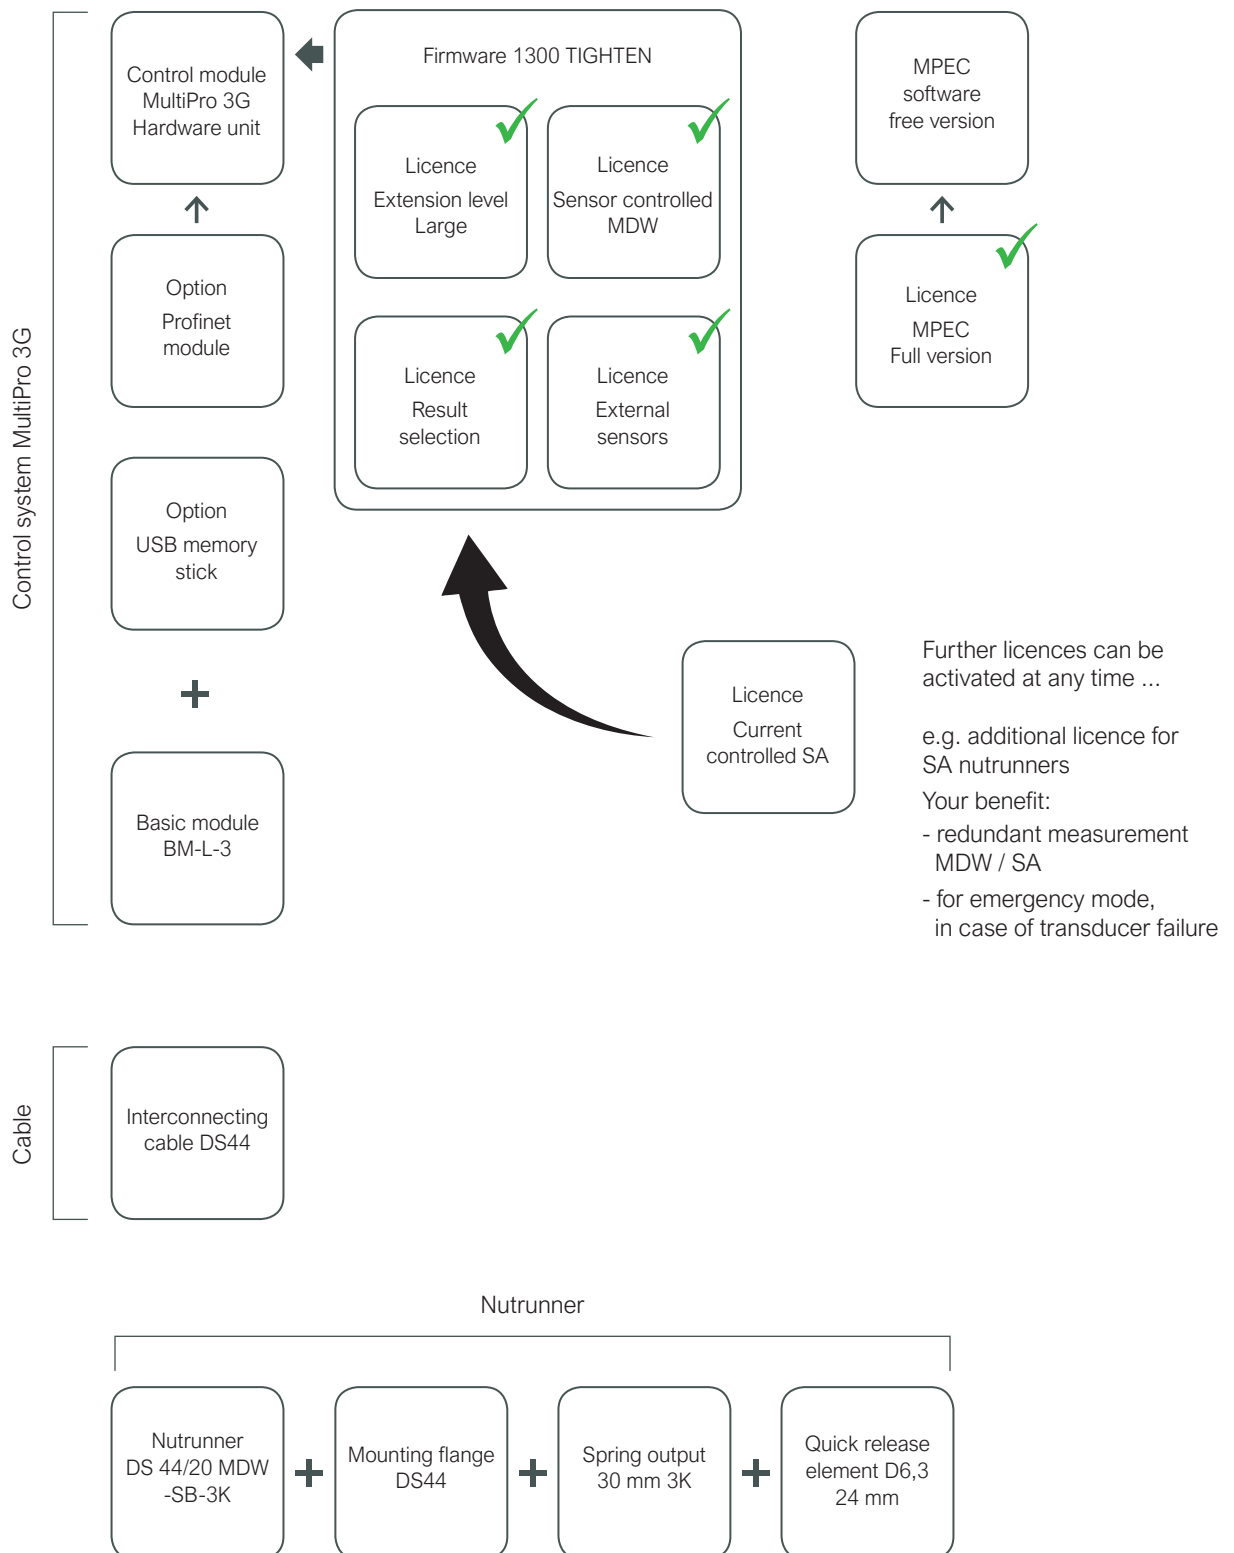 Control system MultiPro 3G
Control module
MultiPro 3G
Hardware unit
Option
Profinet
module
Option
USB memory
stick
Basic module
BM-L-3
Firmware 1300 TIGHTEN
Licence
Extension level
Large
Licence
Sensor controlled
MDW
Licence
Result
selection
Licence
External
sensors
MPEC
software
free version
Licence
MPEC
Full version
Licence
Current
controlled SA
Further licences can be
activated at any time ...
e.g. additional licence for
SA nutrunners
Your benefit:
- redundant measurement
MDW / SA
- for emergency mode,
in case of transducer failure
Cable
Interconnecting
cable DS44
Nutrunner
Nutrunner
DS 44/20 MDW
-SB-3K
Mounting flange
DS44
Spring output
30 mm 3K
Quick release
element D6,3
24 mm